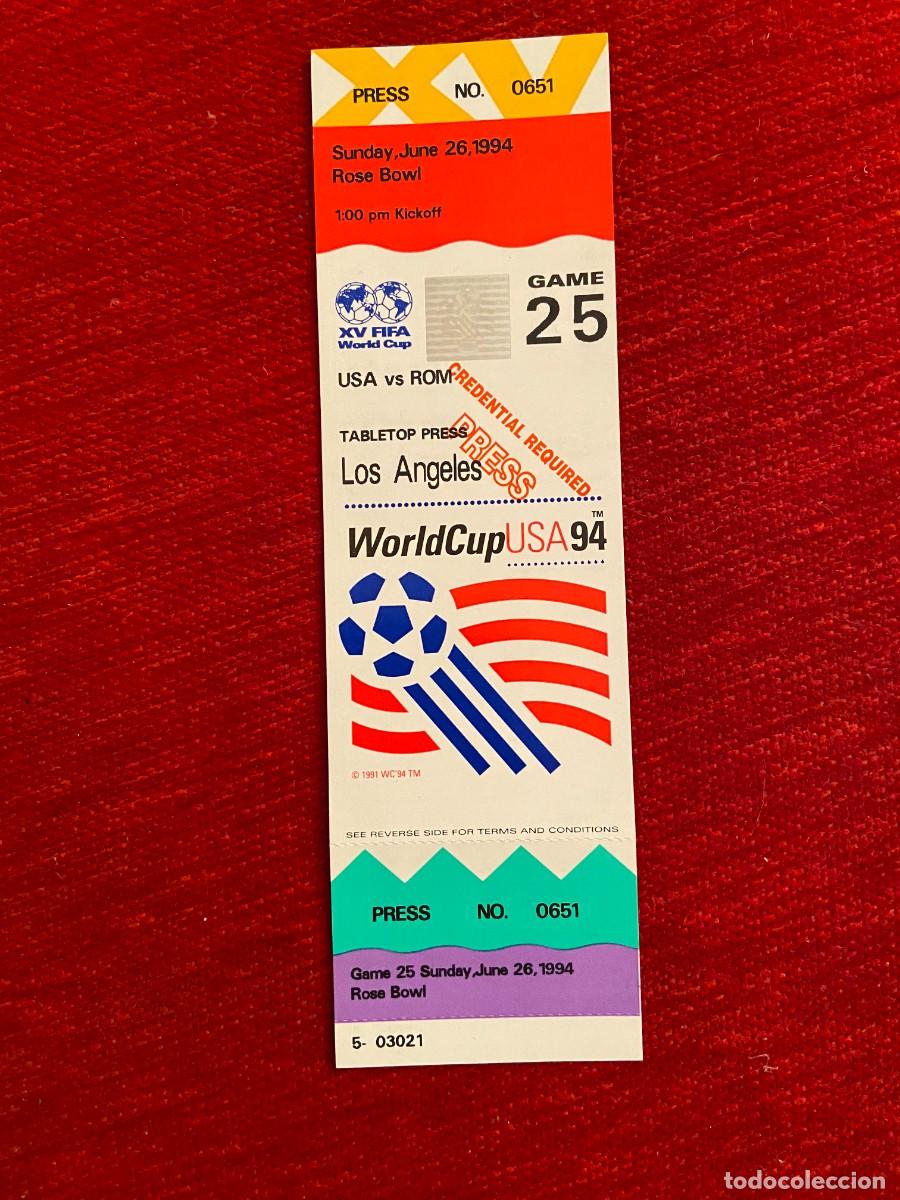 PRESS NO. 0651
Sunday,June 26,1994
Rose Bowl
1:00 pm Kickoff
GAME
25
XV FIFA
World Cup
USA vs ROM
CREDENTIAL REQUIRED
PRESS
TABLETOP PRESS
Los Angeles
WorldCupUSA94 TM
© 1991 WC'94 TM
SEE REVERSE SIDE FOR TERMS AND CONDITIONS
PRESS NO. 0651
Game 25 Sunday,June 26,1994
Rose Bowl
5- 03021
todocoleccion